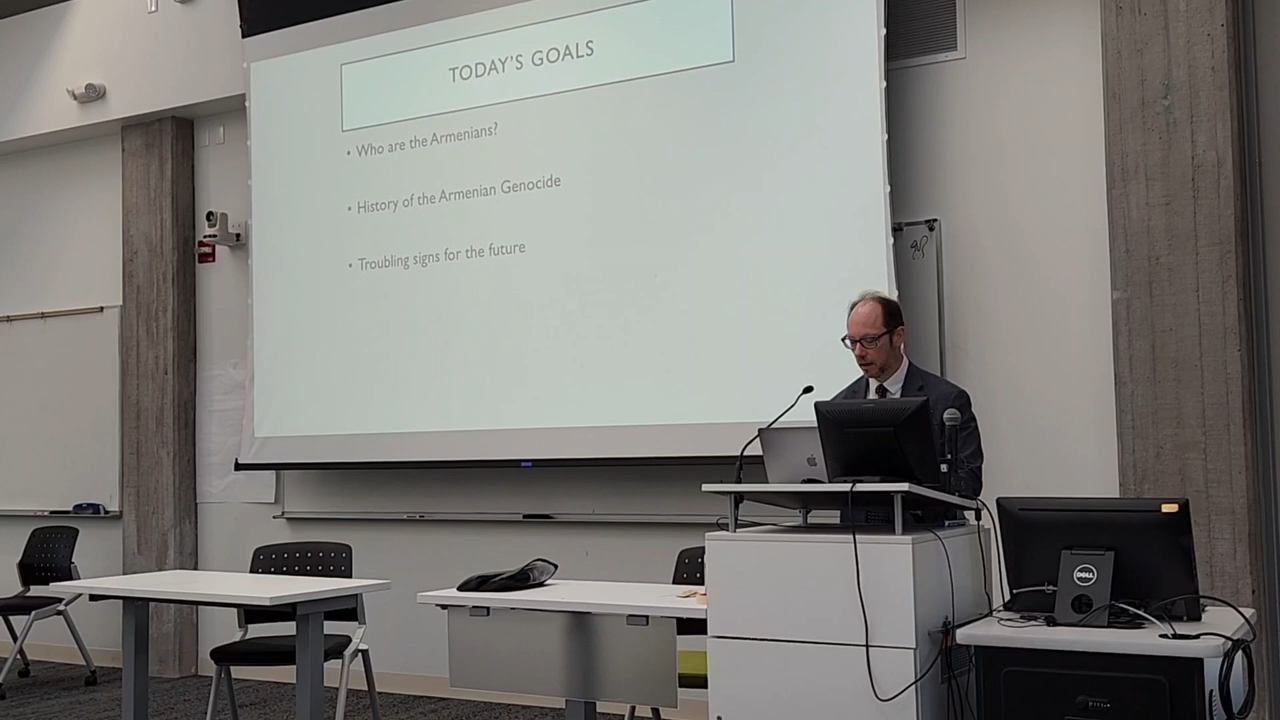 TODAY'S GOALS
• Who are the Armenians?
• History of the Armenian Genocide
• Troubling signs for the future
DELL